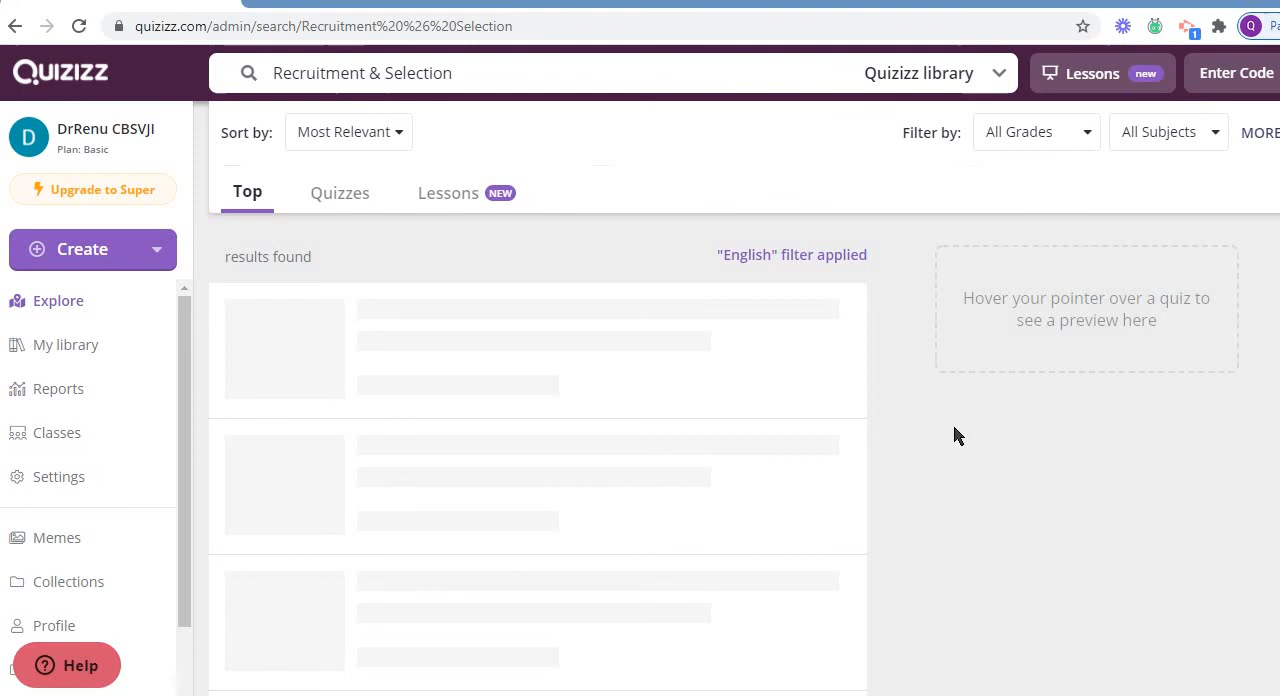 quizizz.com/admin/search/Recruitment%20%26%20Selection
1
Q
Pa
QUIZIZZ
Recruitment & Selection
Quizizz library
Lessons new
Enter Code
D
DrRenu CBSVJI
Plan: Basic
Sort by:
Most Relevant
Filter by:
All Grades
All Subjects
MORE
Upgrade to Super
Top
Quizzes
Lessons NEW
Create
results found
"English" filter applied
Hover your pointer over a quiz to
see a preview here
Explore
My library
Reports
Classes
Settings
Memes
Collections
Profile
Help